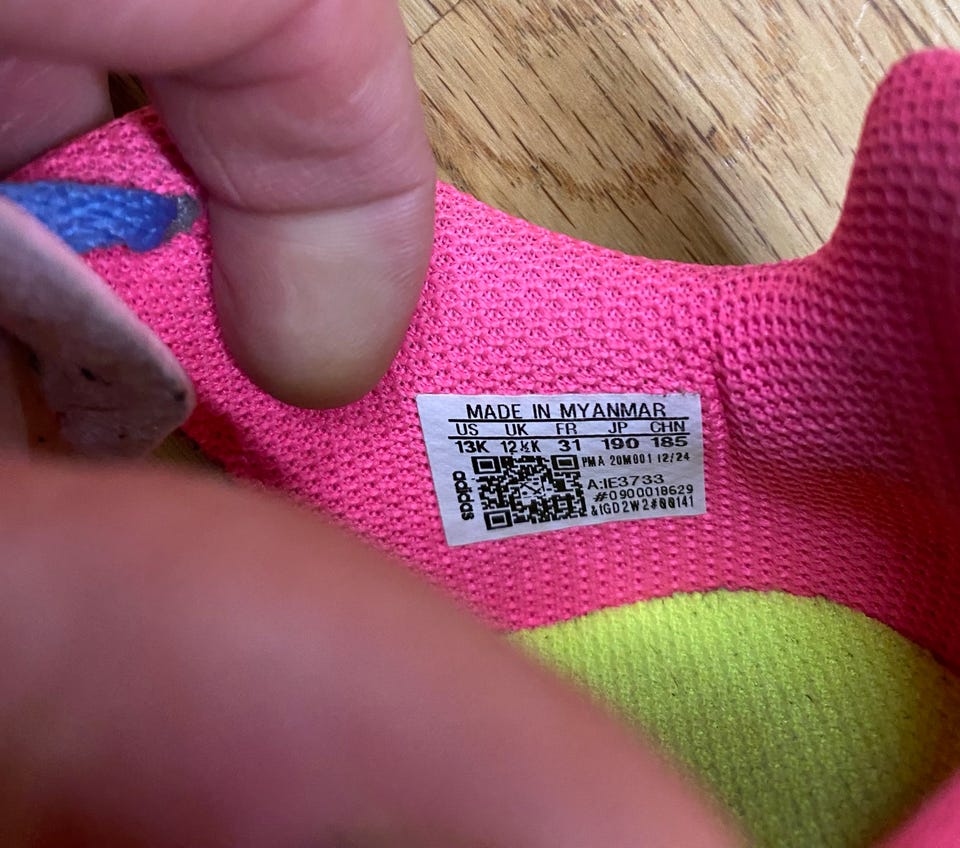 MADE IN MYANMAR
US UK FR JP CHN
13K 12½K 31 190 185
PMA 20M001 12/24
A:IE3733
#0900018629
&tGD2W2#00141
adidas